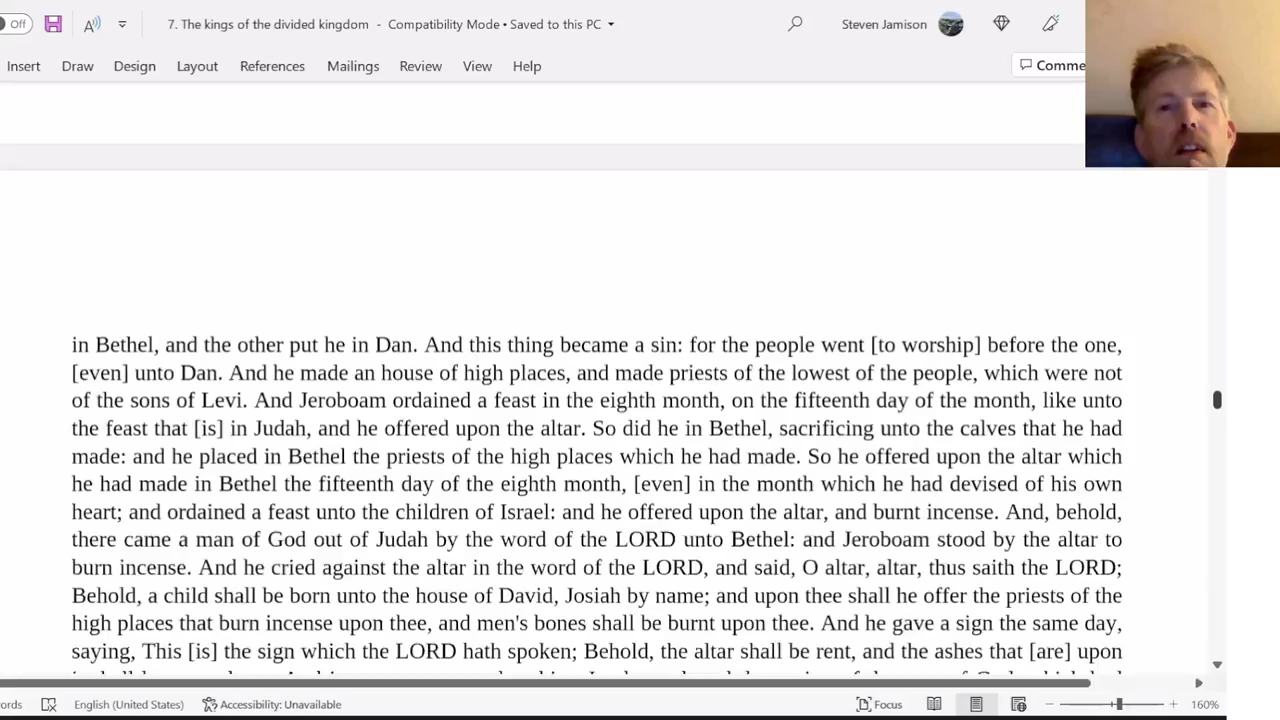 Off
7. The kings of the divided kingdom - Compatibility Mode • Saved to this PC
Steven Jamison
Insert Draw Design Layout References Mailings Review View Help
Comme
in Bethel, and the other put he in Dan. And this thing became a sin: for the people went [to worship] before the one,
[even] unto Dan. And he made an house of high places, and made priests of the lowest of the people, which were not
of the sons of Levi. And Jeroboam ordained a feast in the eighth month, on the fifteenth day of the month, like unto
the feast that [is] in Judah, and he offered upon the altar. So did he in Bethel, sacrificing unto the calves that he had
made: and he placed in Bethel the priests of the high places which he had made. So he offered upon the altar which
he had made in Bethel the fifteenth day of the eighth month, [even] in the month which he had devised of his own
heart; and ordained a feast unto the children of Israel: and he offered upon the altar, and burnt incense. And, behold,
there came a man of God out of Judah by the word of the LORD unto Bethel: and Jeroboam stood by the altar to
burn incense. And he cried against the altar in the word of the LORD, and said, O altar, altar, thus saith the LORD;
Behold, a child shall be born unto the house of David, Josiah by name; and upon thee shall he offer the priests of the
high places that burn incense upon thee, and men's bones shall be burnt upon thee. And he gave a sign the same day,
saying, This [is] the sign which the LORD hath spoken; Behold, the altar shall be rent, and the ashes that [are] upon
ords English (United States) Accessibility: Unavailable Focus 160%